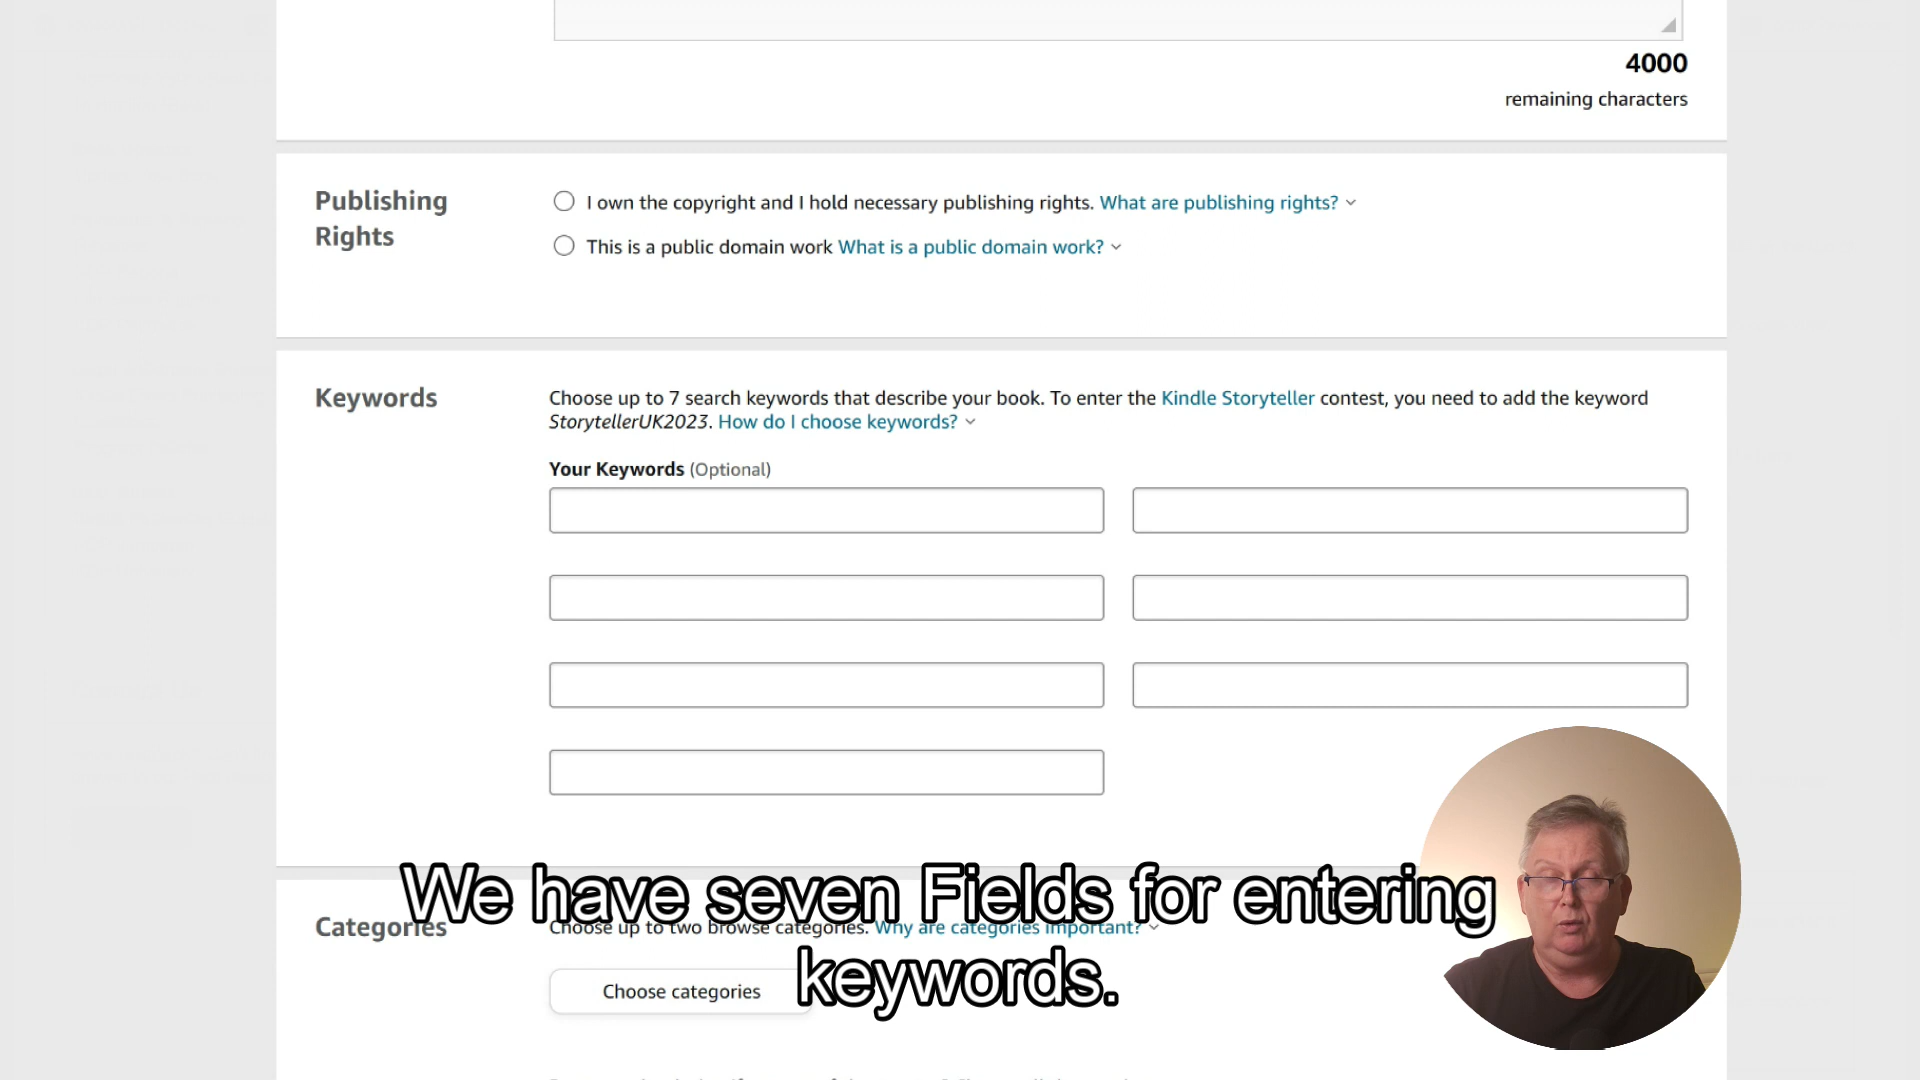 4000
remaining characters
Publishing
Rights
I own the copyright and I hold necessary publishing rights. What are publishing rights?
This is a public domain work What is a public domain work?
Keywords
Choose up to 7 search keywords that describe your book. To enter the Kindle Storyteller contest, you need to add the keyword
StorytellerUK2023. How do I choose keywords?
Your Keywords (Optional)
Categories
Choose up to two browse categories. Why are categories important?
Choose categories
We have seven Fields for entering
keywords.